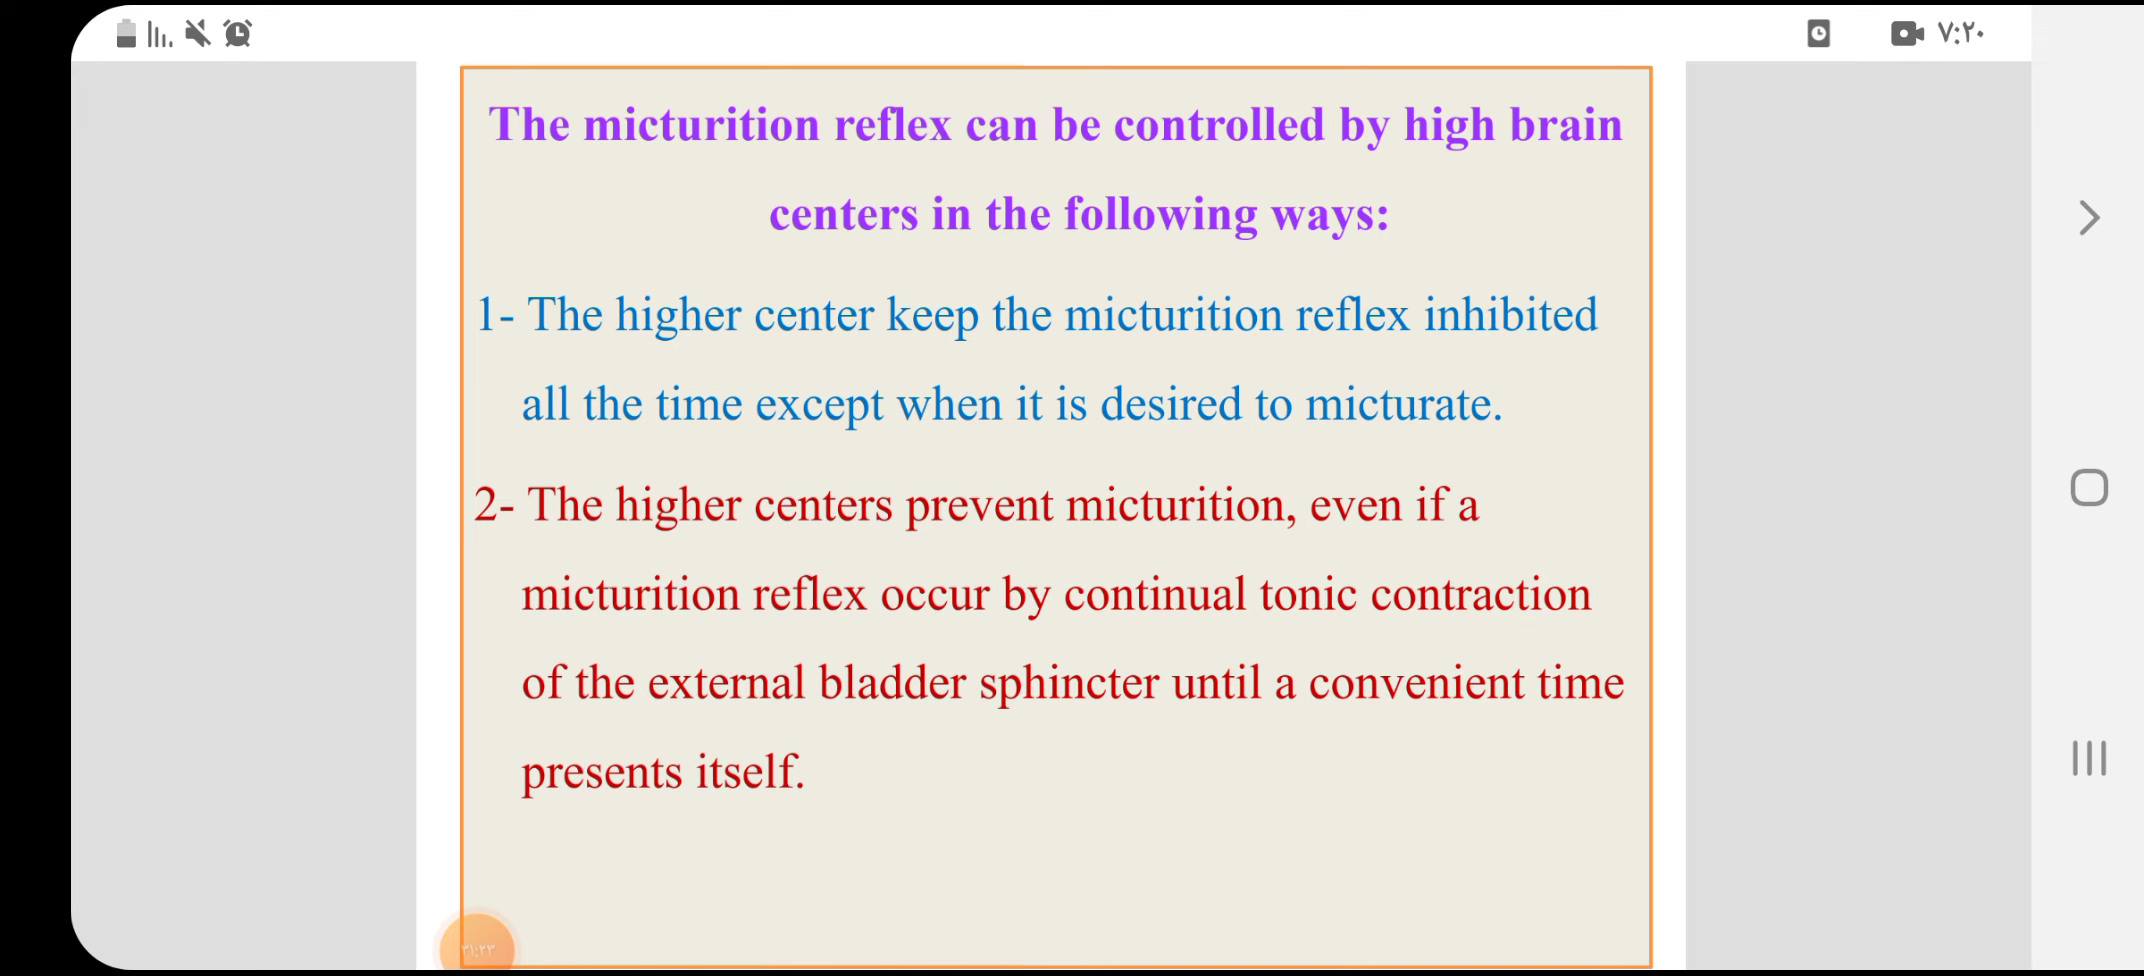 ٧:٢٠
The micturition reflex can be controlled by high brain
centers in the following ways:
1- The higher center keep the micturition reflex inhibited
all the time except when it is desired to micturate.
2- The higher centers prevent micturition, even if a
micturition reflex occur by continual tonic contraction
of the external bladder sphincter until a convenient time
presents itself.
٣١:٢٣